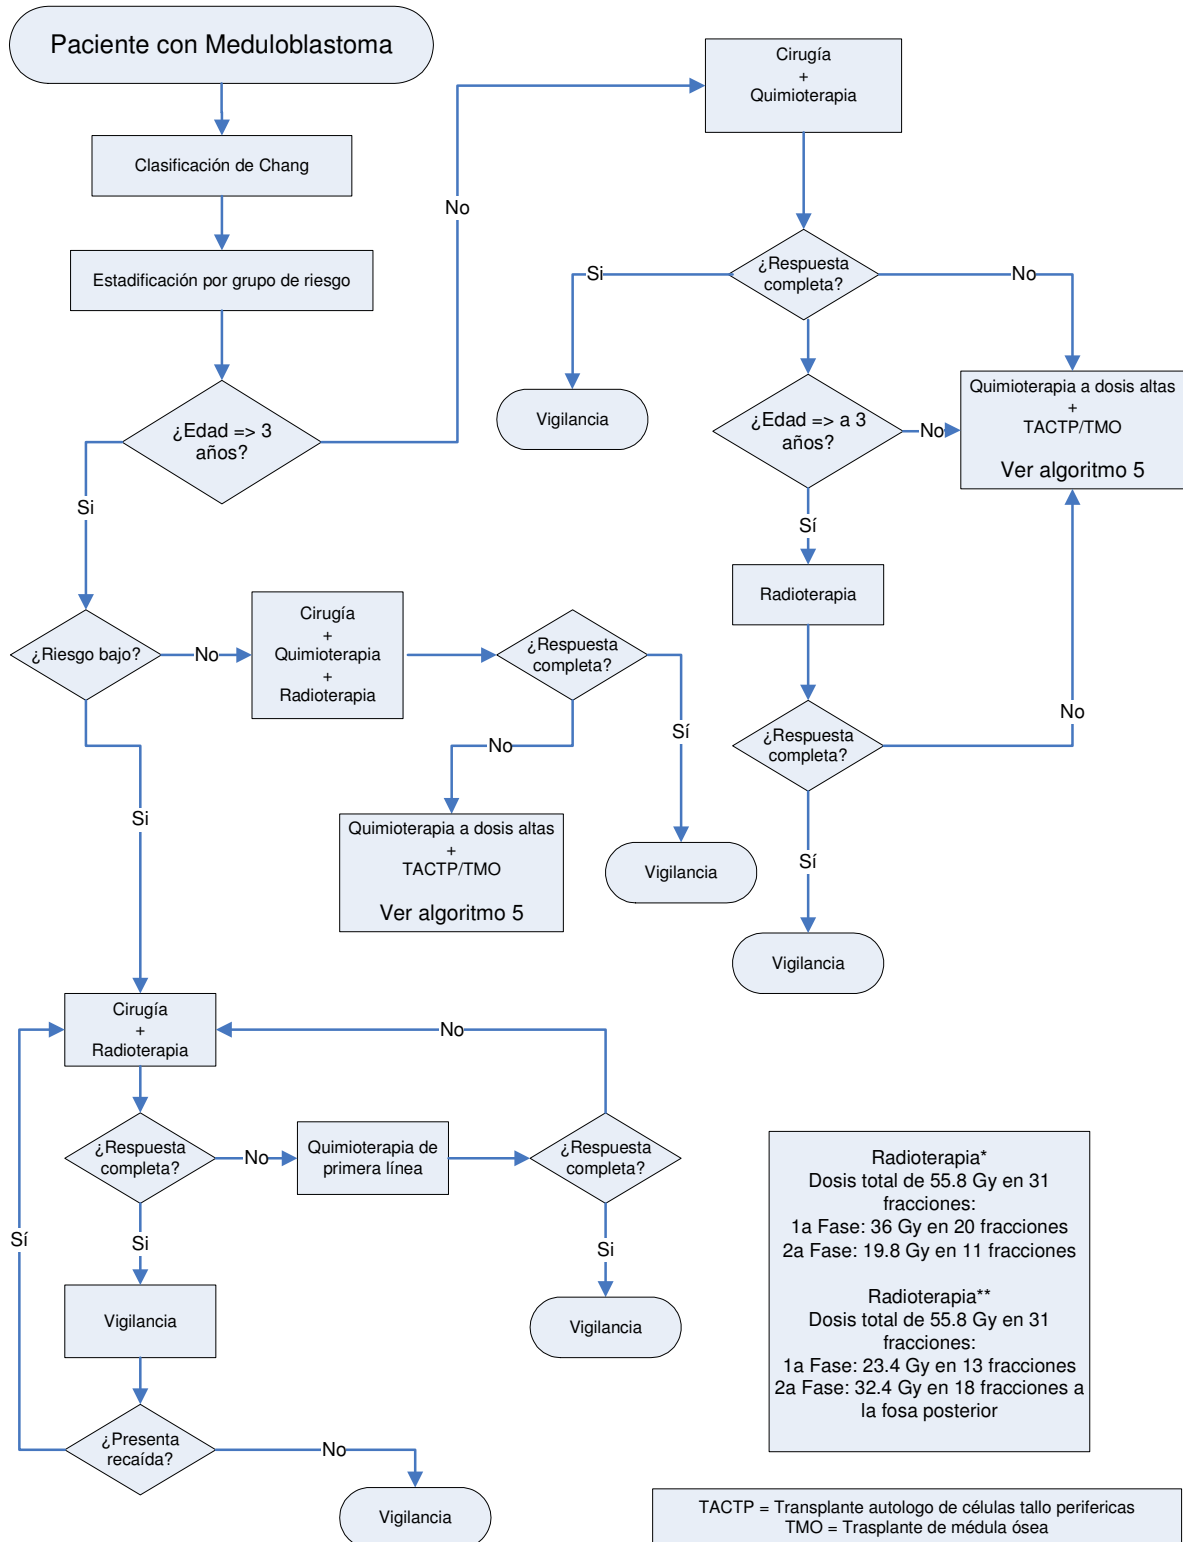 Paciente con Meduloblastoma
Clasificación de Chang
Estadificación por grupo de riesgo
¿Edad => 3
años?
No
Si
Cirugía
+
Quimioterapia
¿Respuesta
completa?
Si
No
Vigilancia
¿Edad => a 3
años?
No
Quimioterapia a dosis altas
+
TACTP/TMO
Ver algoritmo 5
Sí
Radioterapia
¿Respuesta
completa?
No
Sí
Vigilancia
¿Riesgo bajo?
No
Cirugía
+
Quimioterapia
+
Radioterapia
¿Respuesta
completa?
Sí
No
Quimioterapia a dosis altas
+
TACTP/TMO
Ver algoritmo 5
Vigilancia
Si
Cirugía
+
Radioterapia
No
¿Respuesta
completa?
No
Quimioterapia de
primera línea
¿Respuesta
completa?
Sí
Si
Si
Vigilancia
Vigilancia
¿Presenta
recaída?
No
Vigilancia
Radioterapia*
Dosis total de 55.8 Gy en 31
fracciones:
1a Fase: 36 Gy en 20 fracciones
2a Fase: 19.8 Gy en 11 fracciones
Radioterapia**
Dosis total de 55.8 Gy en 31
fracciones:
1a Fase: 23.4 Gy en 13 fracciones
2a Fase: 32.4 Gy en 18 fracciones a
la fosa posterior
TACTP = Transplante autologo de células tallo perifericas
TMO = Trasplante de médula ósea